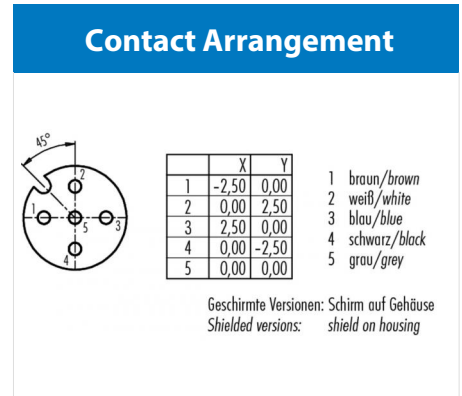 Contact Arrangement
45°
2
1
5
3
4
X Y
1 -2,50 0,00
2 0,00 2,50
3 2,50 0,00
4 0,00 -2,50
5 0,00 0,00
1 braun/brown
2 weiß/white
3 blau/blue
4 schwarz/black
5 grau/grey
Geschirmte Versionen: Schirm auf Gehäuse
Shielded versions: shield on housing